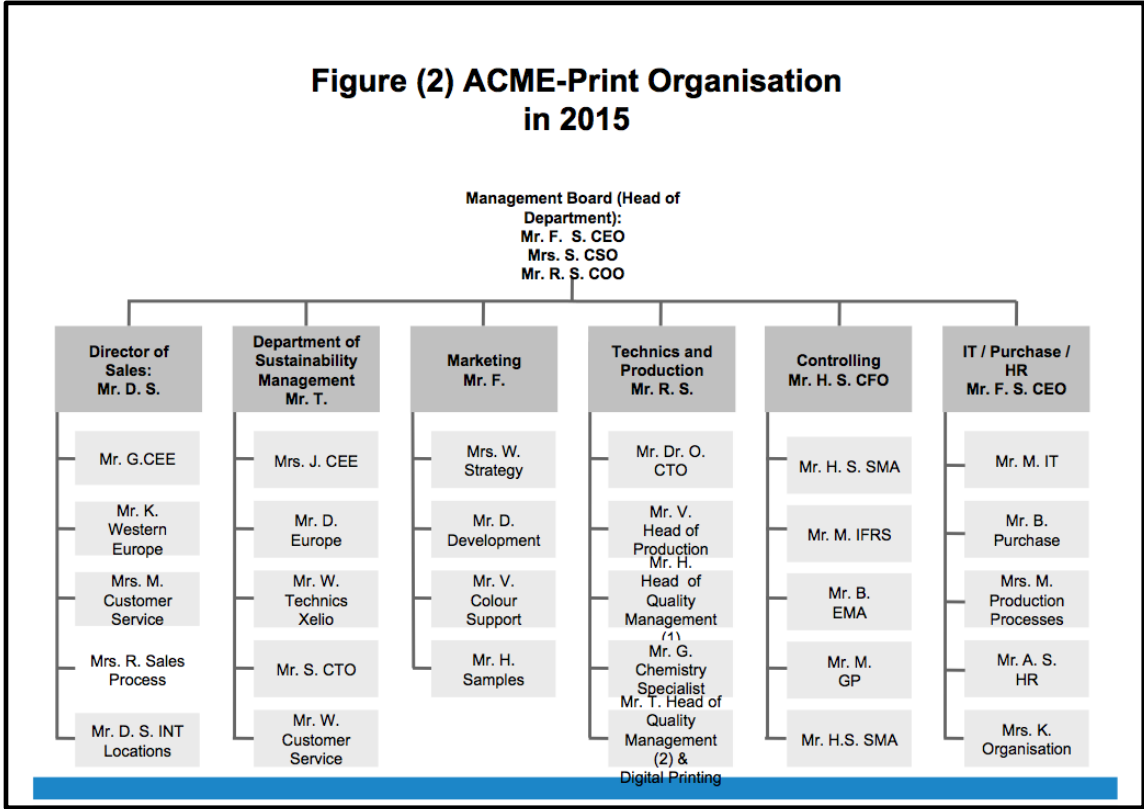 Figure (2) ACME-Print Organisation
in 2015
Management Board (Head of
Department):
Mr. F. S. CEO
Mrs. S. CSO
Mr. R. S. COO
Director of
Sales:
Mr. D. S.
Department of
Sustainability
Management
Mr. T.
Marketing
Mr. F.
Technics and
Production
Mr. R. S.
Controlling
Mr. H. S. CFO
IT / Purchase /
HR
Mr. F. S. CEO
Mr. G.CEE
Mr. K.
Western
Europe
Mrs. M.
Customer
Service
Mrs. R. Sales
Process
Mr. D. S. INT
Locations
Mrs. J. CEE
Mr. D.
Europe
Mr. W.
Technics
Xelio
Mr. S. CTO
Mr. W.
Customer
Service
Mrs. W.
Strategy
Mr. D.
Development
Mr. V.
Colour
Support
Mr. H.
Samples
Mr. Dr. O.
CTO
Mr. V.
Head of
Production
Mr. H.
Head of
Quality
Management
(1)
Mr. G.
Chemistry
Specialist
Mr. T. Head of
Quality
Management
(2) &
Digital Printing
Mr. H. S. SMA
Mr. M. IFRS
Mr. B.
EMA
Mr. M.
GP
Mr. H.S. SMA
Mr. M. IT
Mr. B.
Purchase
Mrs. M.
Production
Processes
Mr. A. S.
HR
Mrs. K.
Organisation